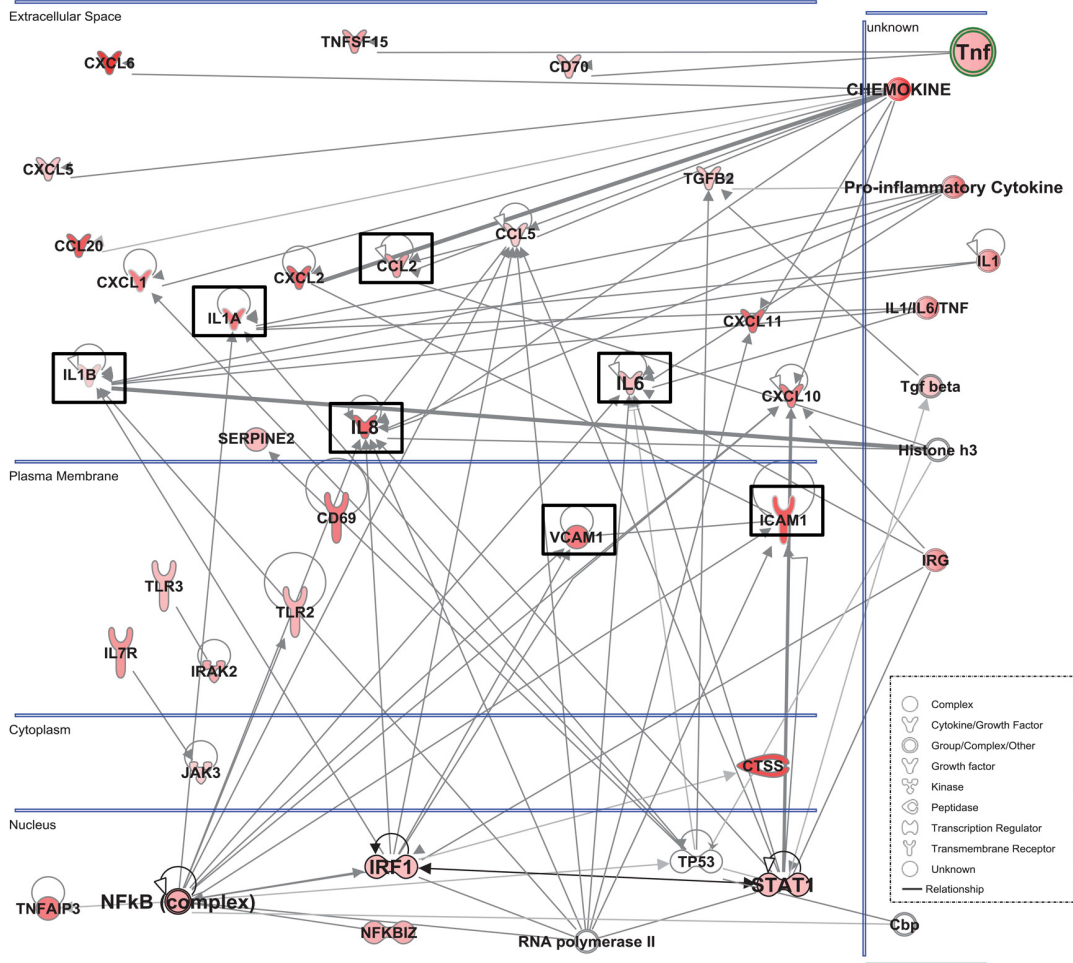 Extracellular Space
unknown
TNFSF15
Tnf
CXCL6
CD70
CHEMOKINE
CXCL5
TGFB2
Pro-inflammatory Cytokine
CCL5
CCL20
CCL2
IL1
CXCL1
CXCL2
IL1/IL6/TNF
IL1A
CXCL11
IL1B
IL6
Tgf beta
CXCL10
IL8
SERPINE2
Histone h3
Plasma Membrane
CD69
ICAM1
VCAM1
IRG
TLR3
TLR2
IL7R
IRAK2
Complex
Cytokine/Growth Factor
Group/Complex/Other
Growth factor
Kinase
Peptidase
Transcription Regulator
Transmembrane Receptor
Unknown
Relationship
Cytoplasm
JAK3
CTSS
Nucleus
IRF1
TP53
STAT1
TNFAIP3
NFkB (complex)
NFKBIZ
RNA polymerase II
Cbp